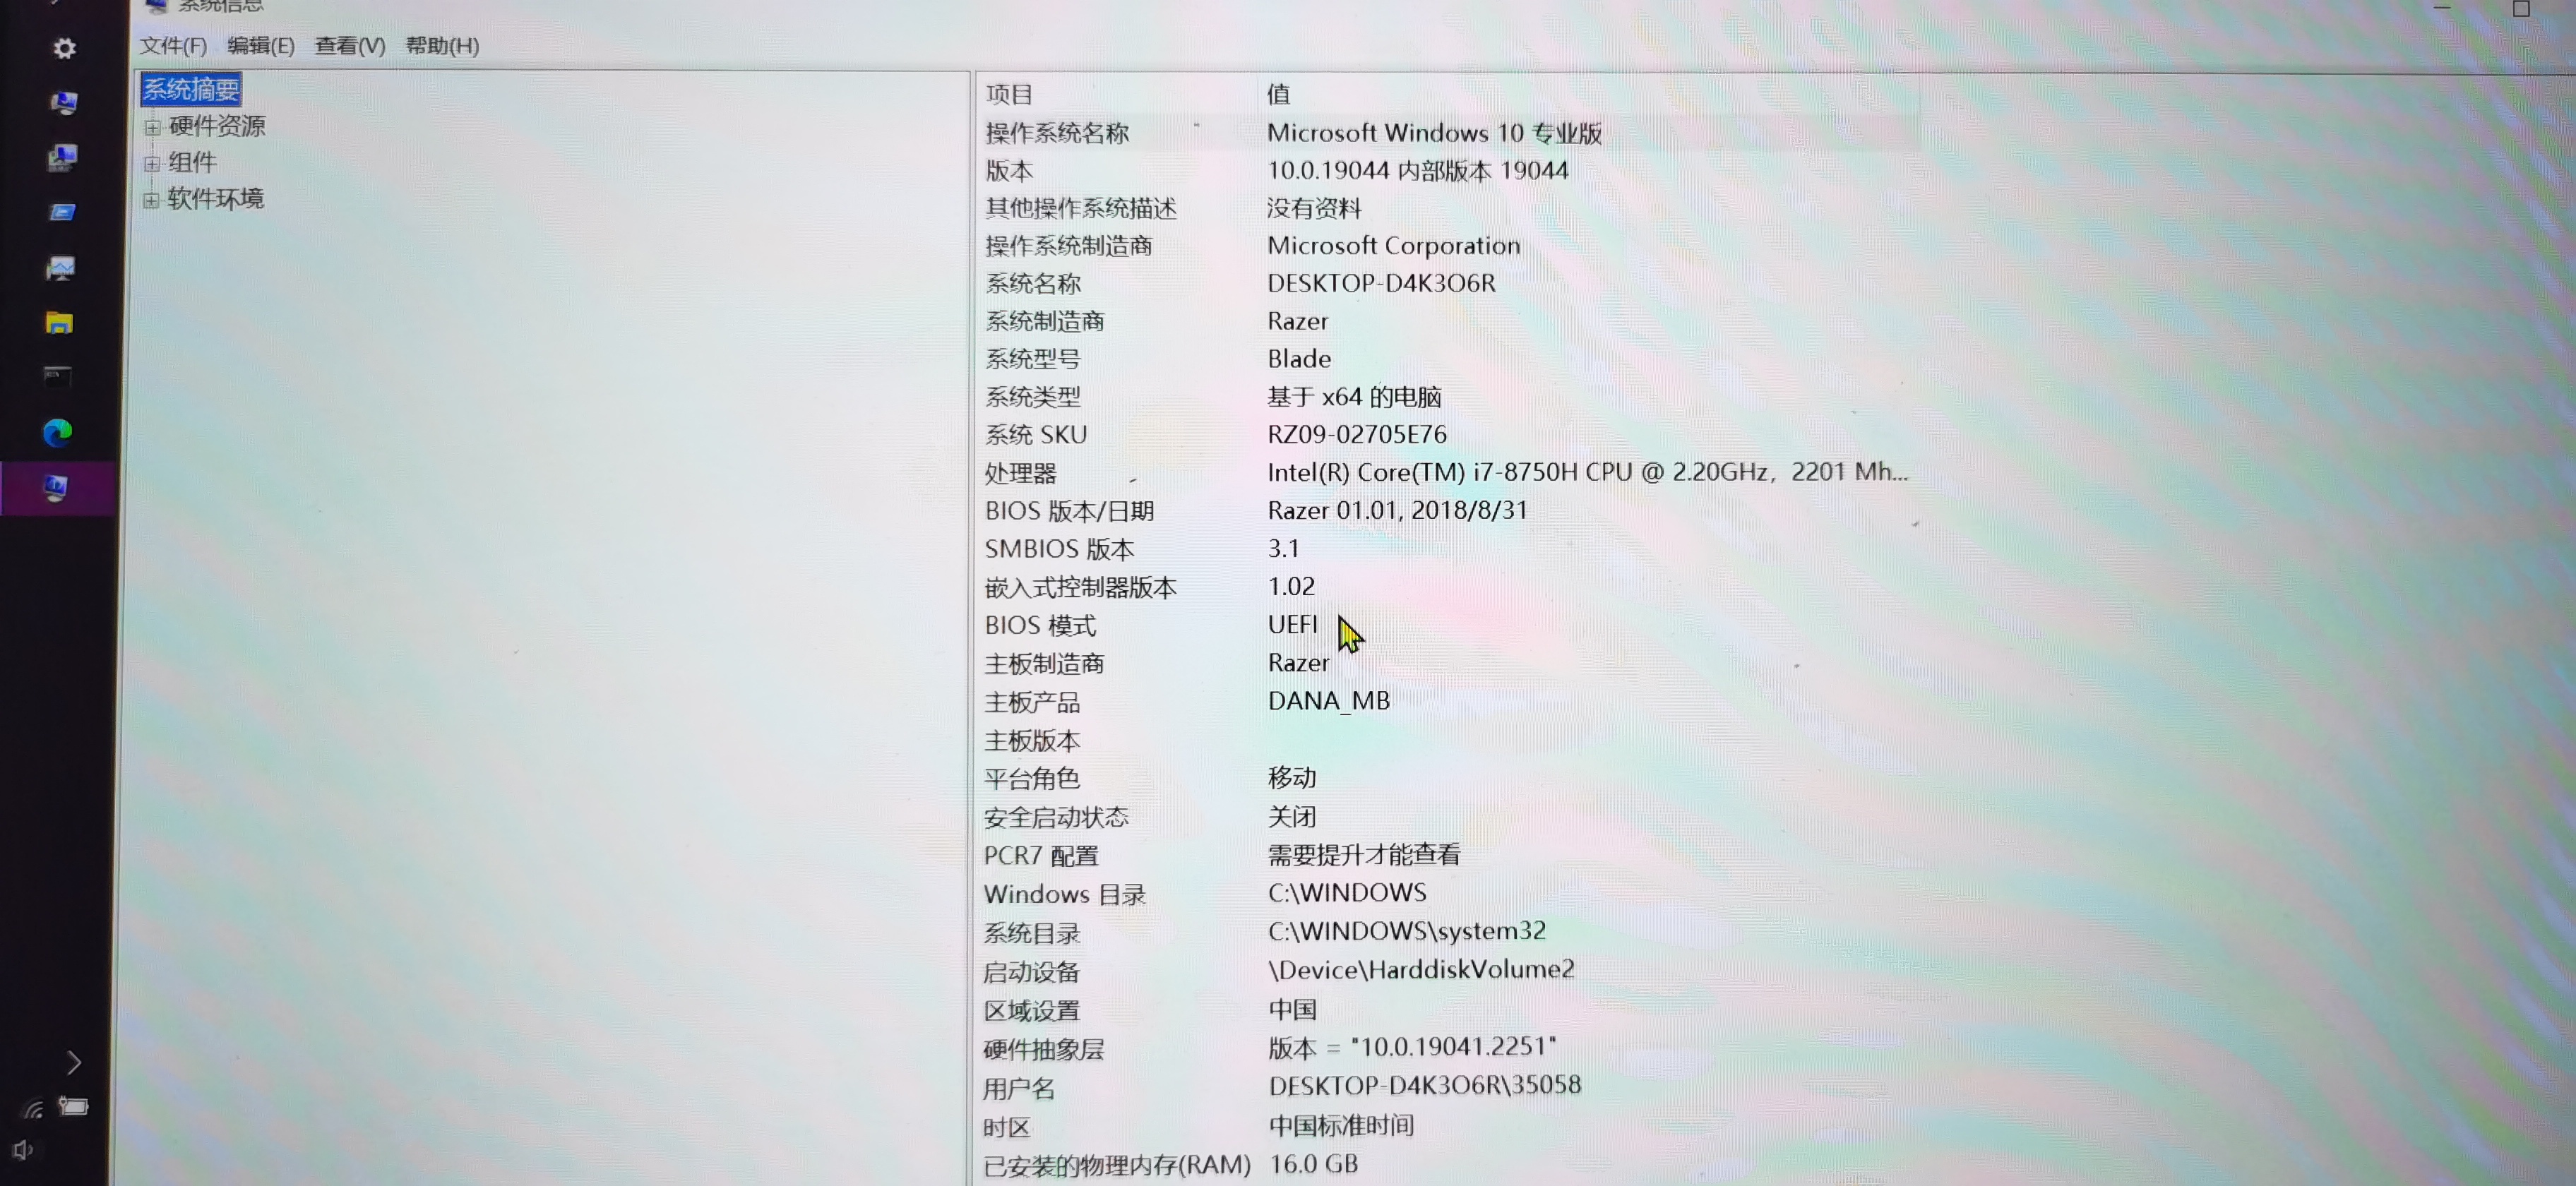 系统信息
文件(F) 编辑(E) 查看(V) 帮助(H)
系统摘要
硬件资源
组件
软件环境
项目 值
操作系统名称 Microsoft Windows 10 专业版
版本 10.0.19044 内部版本 19044
其他操作系统描述 没有资料
操作系统制造商 Microsoft Corporation
系统名称 DESKTOP-D4K3O6R
系统制造商 Razer
系统型号 Blade
系统类型 基于 x64 的电脑
系统 SKU RZ09-02705E76
处理器 Intel(R) Core(TM) i7-8750H CPU @ 2.20GHz，2201 Mh...
BIOS 版本/日期 Razer 01.01, 2018/8/31
SMBIOS 版本 3.1
嵌入式控制器版本 1.02
BIOS 模式 UEFI
主板制造商 Razer
主板产品 DANA_MB
主板版本
平台角色 移动
安全启动状态 关闭
PCR7 配置 需要提升才能查看
Windows 目录 C:\WINDOWS
系统目录 C:\WINDOWS\system32
启动设备 \Device\HarddiskVolume2
区域设置 中国
硬件抽象层 版本 = "10.0.19041.2251"
用户名 DESKTOP-D4K3O6R\35058
时区 中国标准时间
已安装的物理内存(RAM) 16.0 GB